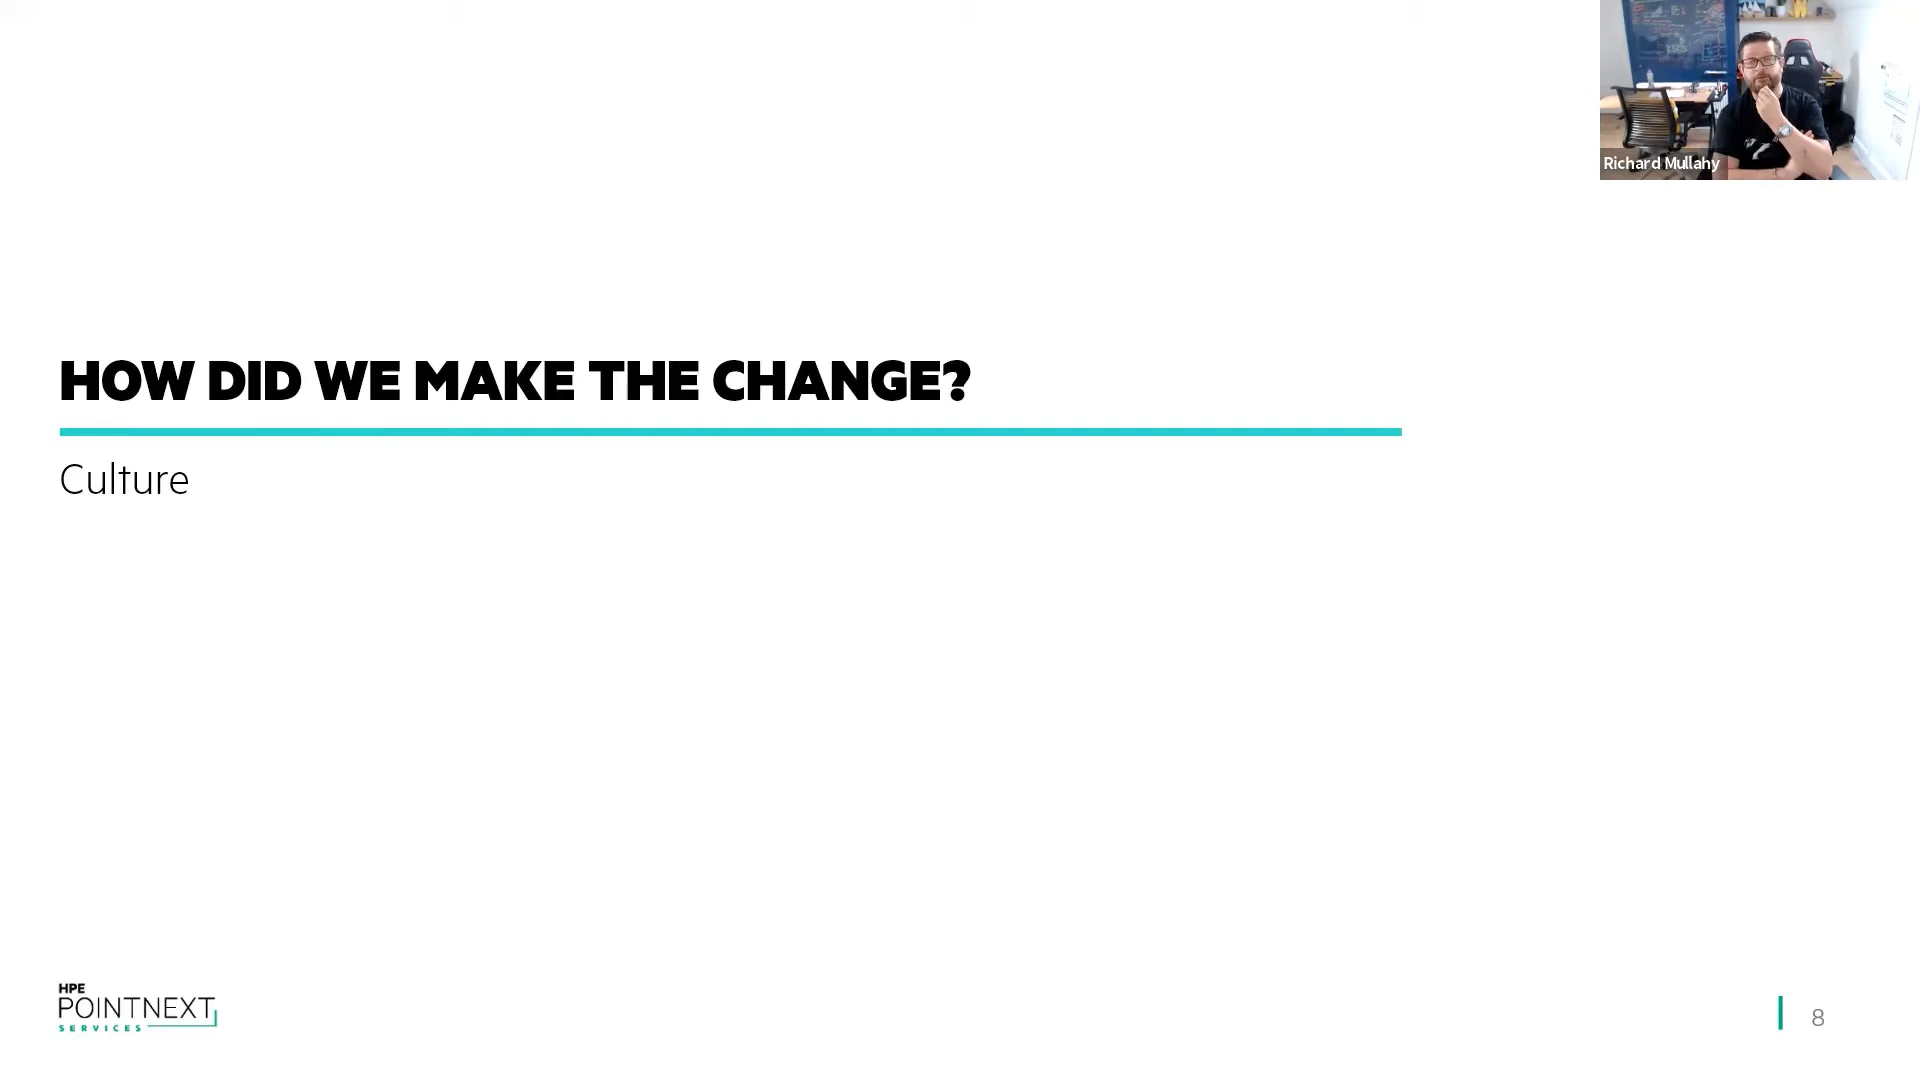 Richard Mullahy
HOW DID WE MAKE THE CHANGE?
Culture
HPE
POINTNEXT
SERVICES
8